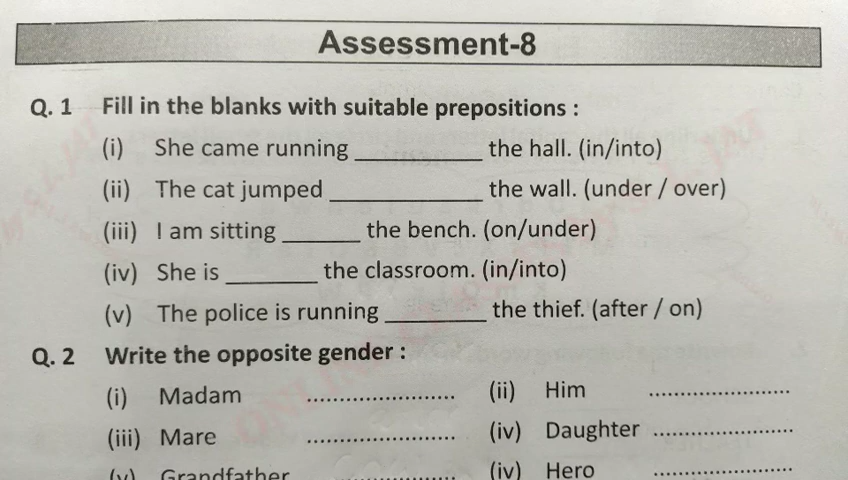 Assessment-8
Q. 1 Fill in the blanks with suitable prepositions :
(i) She came running __________ the hall. (in/into)
(ii) The cat jumped ____________ the wall. (under / over)
(iii) I am sitting ______ the bench. (on/under)
(iv) She is _______ the classroom. (in/into)
(v) The police is running ________ the thief. (after / on)
Q. 2 Write the opposite gender :
(i) Madam ........................... (ii) Him ...........................
(iii) Mare ........................... (iv) Daughter ...........................
(v) Grandfather ........................... (iv) Hero ...........................